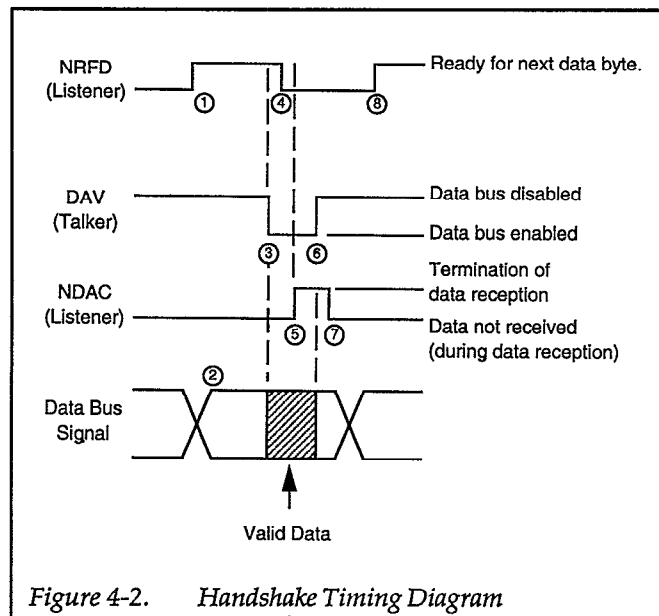 NRFD
(Listener)
Ready for next data byte.
1
4
8
DAV
(Talker)
Data bus disabled
Data bus enabled
3
6
NDAC
(Listener)
Termination of
data reception
Data not received
(during data reception)
5
7
2
Data Bus
Signal
Valid Data
Figure 4-2. Handshake Timing Diagram